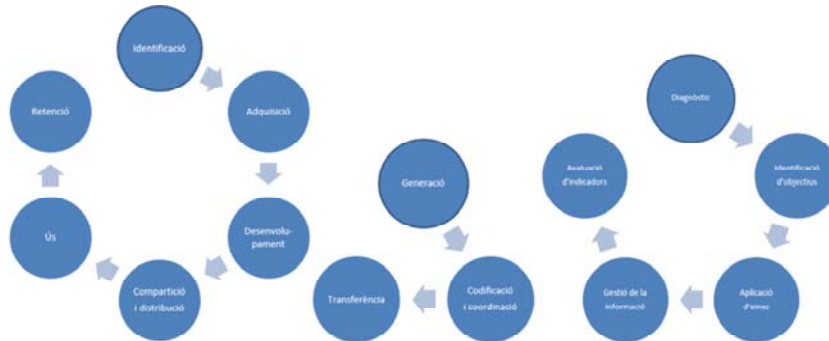 Identificació
Adquisició
Desenvolu-
pament
Compartició
i distribució
Ús
Retenció
Generació
Codificació
i coordinació
Transferència
Diagnòstic
Identificació
d'objectius
Aplicació
d'eines
Gestió de la
informació
Avaluació
d'indicadors